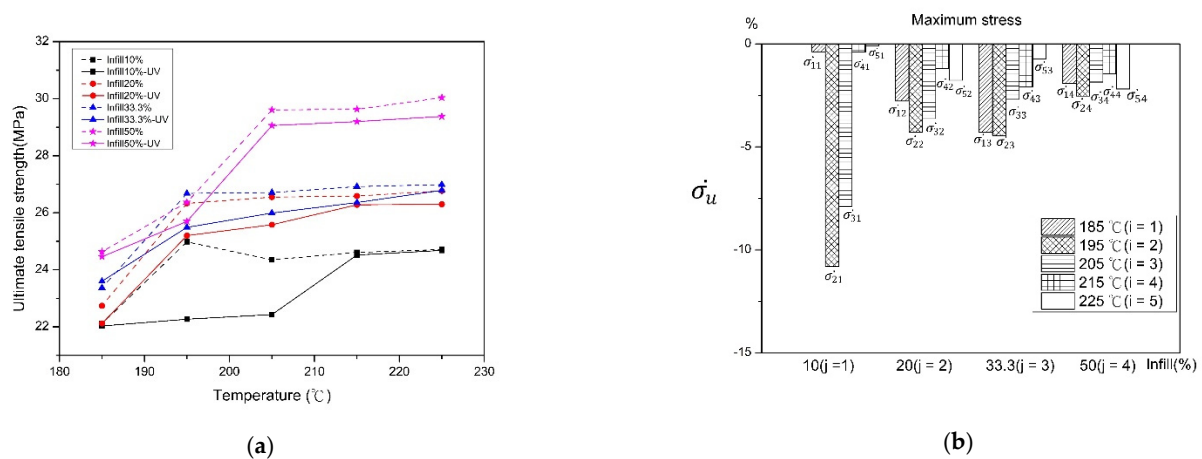 32
30
28
26
24
22
Ultimate tensile strength(MPa)
Infill10%
Infill10%-UV
Infill20%
Infill20%-UV
Infill33.3%
Infill33.3%-UV
Infill50%
Infill50%-UV
180 190 200 210 220 230
Temperature (℃)
(a)
Maximum stress
%
0
-5
-10
-15
σ̇u
σ̇11 σ̇21 σ̇31 σ̇41 σ̇51
σ̇12 σ̇22 σ̇32 σ̇42 σ̇52
σ̇13 σ̇23 σ̇33 σ̇43 σ̇53
σ̇14 σ̇24 σ̇34 σ̇44 σ̇54
185 ℃(i = 1)
195 ℃(i = 2)
205 ℃(i = 3)
215 ℃(i = 4)
225 ℃(i = 5)
10(j =1) 20(j = 2) 33.3(j = 3) 50(j = 4) Infill(%)
(b)